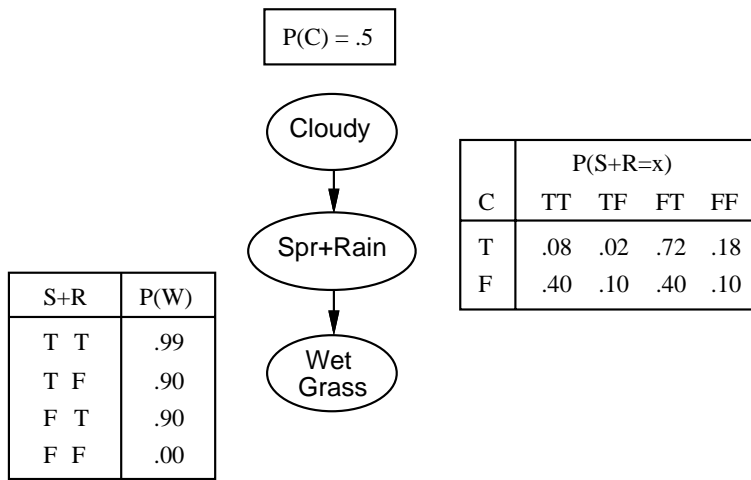 P(C) = .5
Cloudy
P(S+R=x)
C TT TF FT FF
T .08 .02 .72 .18
F .40 .10 .40 .10
Spr+Rain
S+R P(W)
T T .99
T F .90
F T .90
F F .00
Wet
Grass